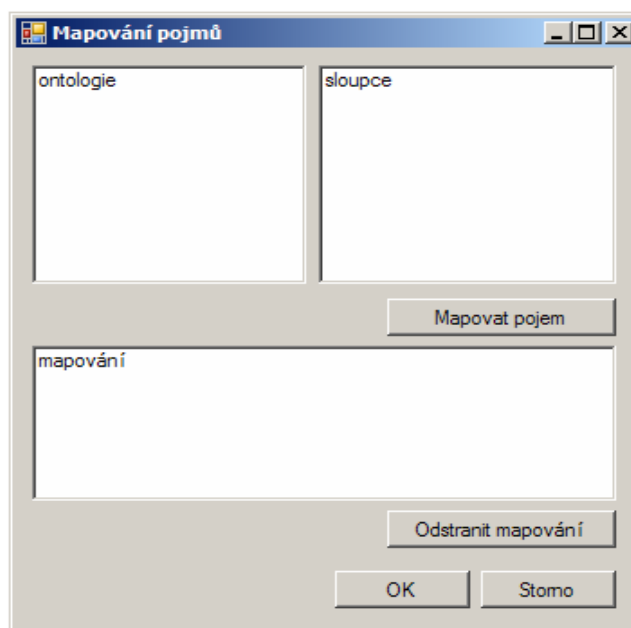 Mapování pojmů
ontologie
sloupce
Mapovat pojem
mapování
Odstranit mapování
OK
Storno